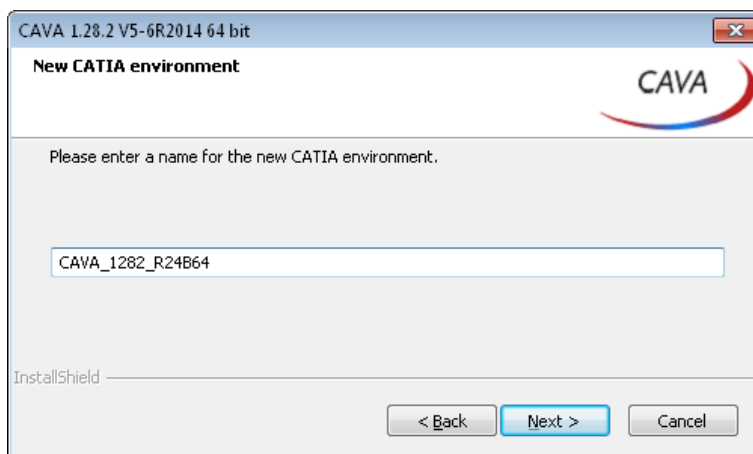 CAVA 1.28.2 V5-6R2014 64 bit
New CATIA environment
CAVA
Please enter a name for the new CATIA environment.
CAVA_1282_R24B64
InstallShield
< Back
Next >
Cancel